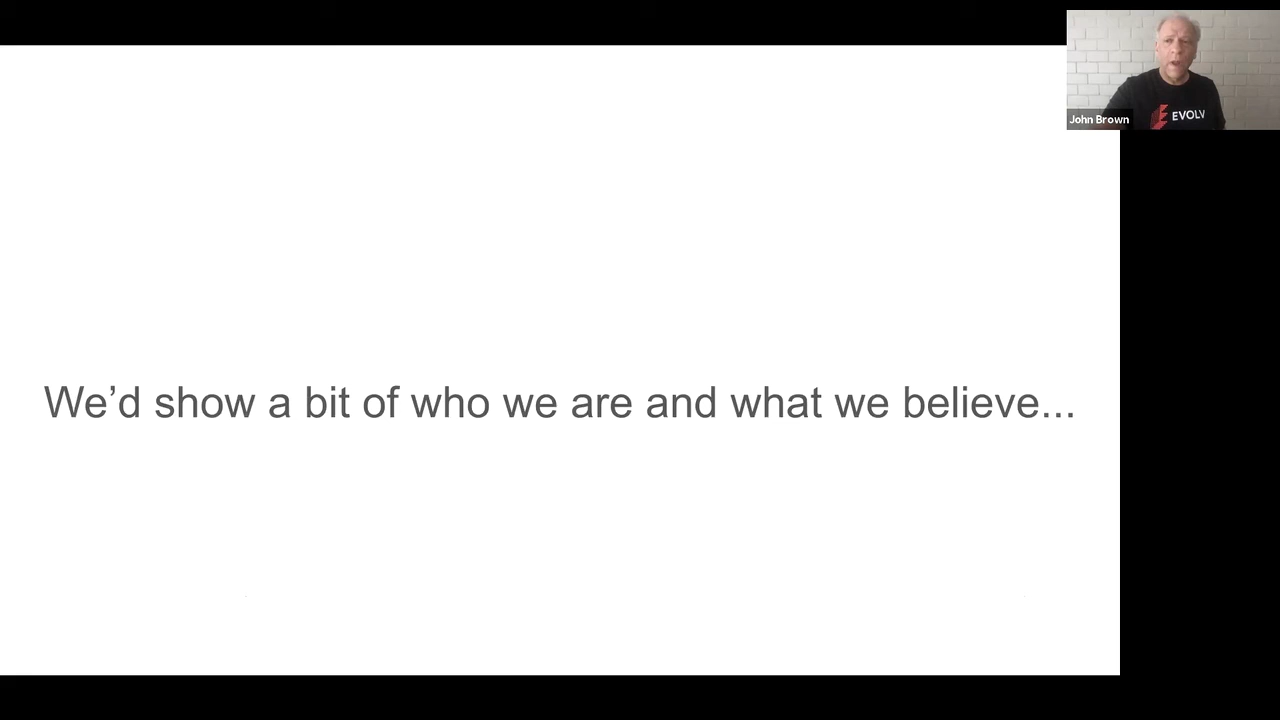 EVOLV
John Brown
We’d show a bit of who we are and what we believe...